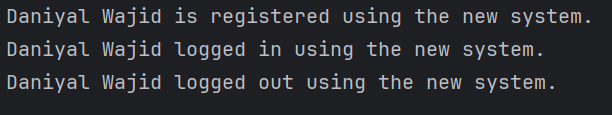 Daniyal Wajid is registered using the new system.
Daniyal Wajid logged in using the new system.
Daniyal Wajid logged out using the new system.